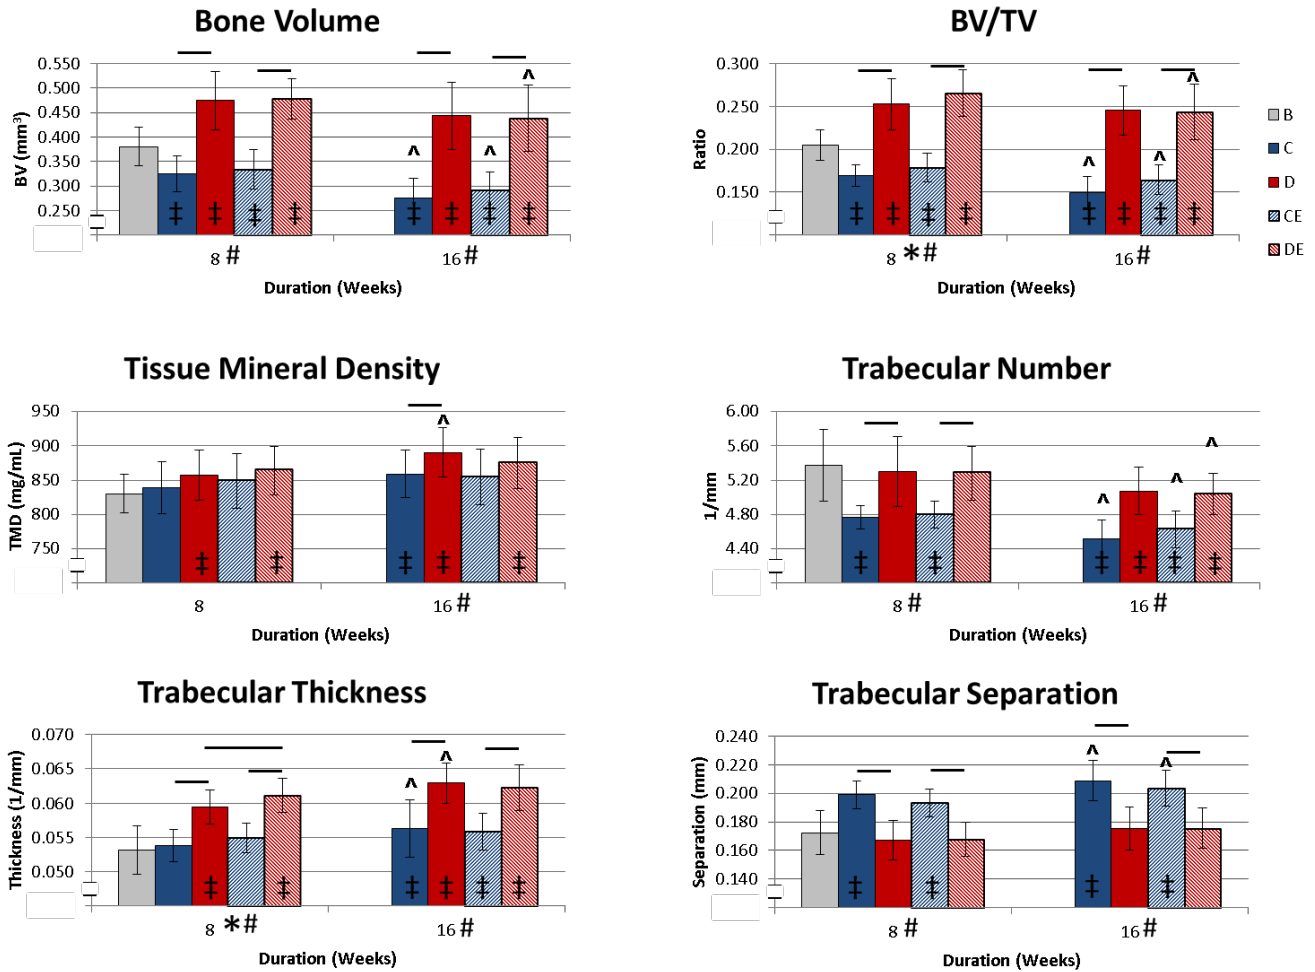 Bone Volume
BV (mm³)
0.550
0.500
0.450
0.400
0.350
0.300
0.250
^
^
^
‡ ‡ ‡ ‡
‡ ‡ ‡ ‡
8 #
16 #
Duration (Weeks)
BV/TV
Ratio
0.300
0.250
0.200
0.150
^
^
^
‡ ‡ ‡ ‡
‡ ‡ ‡ ‡
8 *#
16 #
Duration (Weeks)
B
C
D
CE
DE
Tissue Mineral Density
TMD (mg/mL)
950
900
850
800
750
^
‡ ‡
‡ ‡ ‡
8
16 #
Duration (Weeks)
Trabecular Number
1/mm
6.00
5.60
5.20
4.80
4.40
^
^
^
‡ ‡
‡ ‡ ‡ ‡
8 #
16 #
Duration (Weeks)
Trabecular Thickness
Thickness (1/mm)
0.070
0.065
0.060
0.055
0.050
^
^
‡ ‡
‡ ‡ ‡ ‡
8 *#
16 #
Duration (Weeks)
Trabecular Separation
Separation (mm)
0.240
0.220
0.200
0.180
0.160
0.140
^
^
‡ ‡
‡ ‡
8 #
16 #
Duration (Weeks)